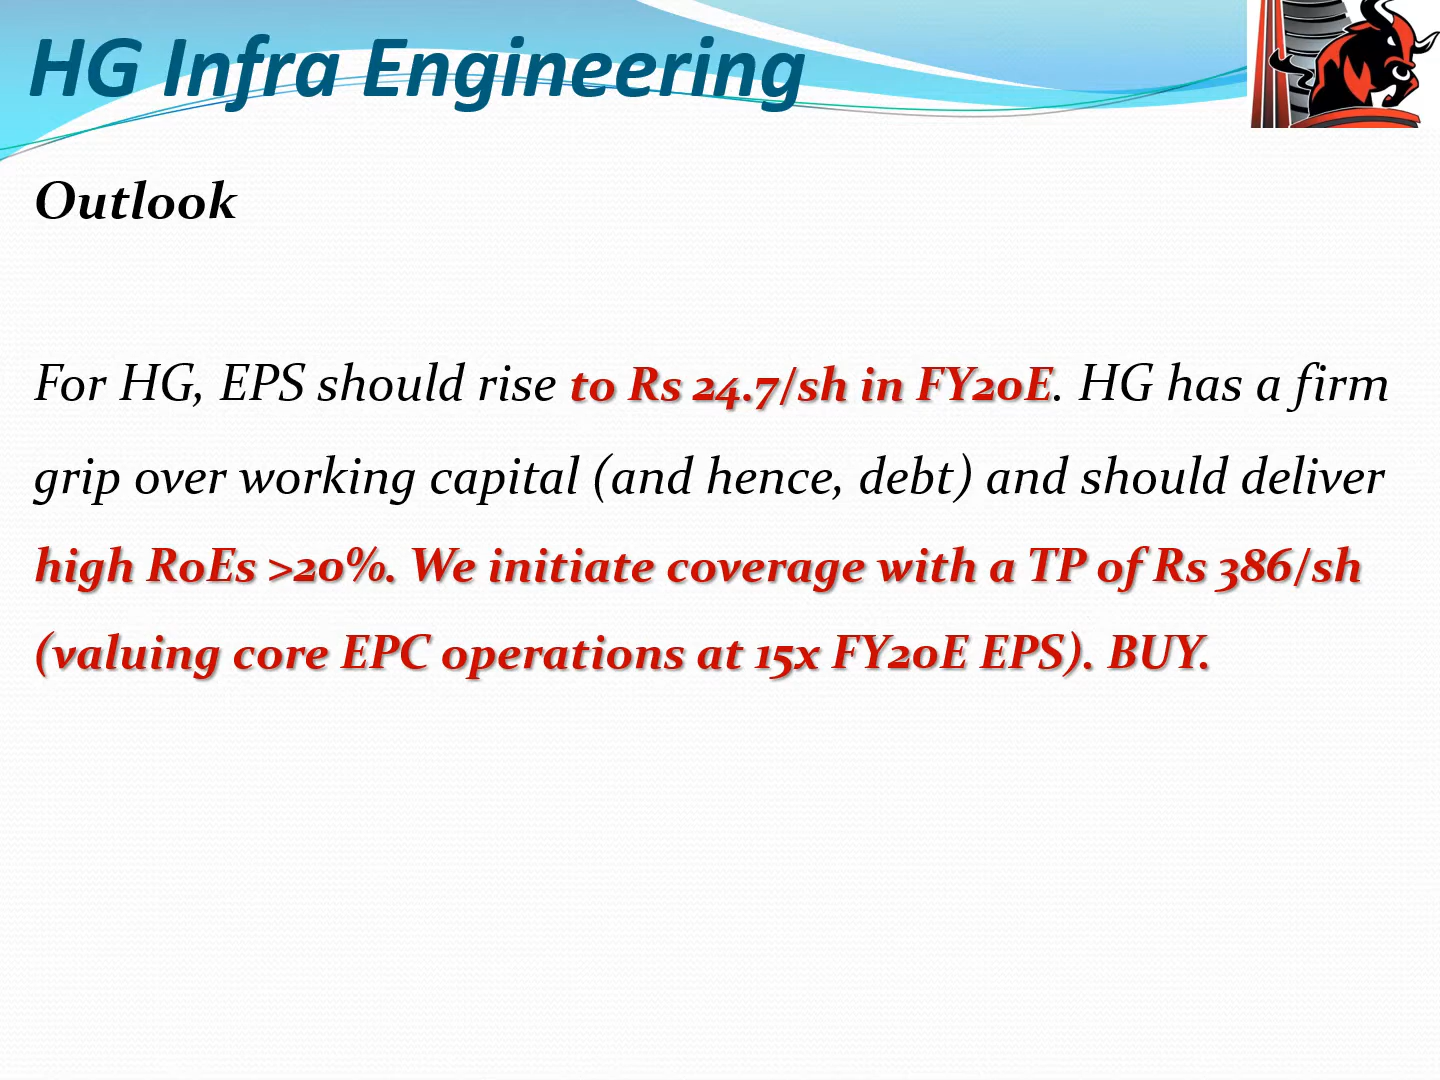 HG Infra Engineering
Outlook
For HG, EPS should rise to Rs 24.7/sh in FY20E. HG has a firm
grip over working capital (and hence, debt) and should deliver
high RoEs >20%. We initiate coverage with a TP of Rs 386/sh
(valuing core EPC operations at 15x FY20E EPS). BUY.